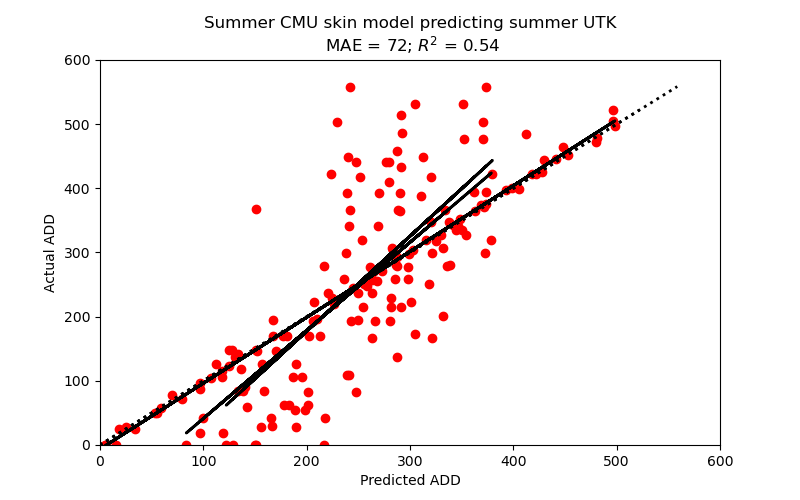 Summer CMU skin model predicting summer UTK
MAE = 72; R² = 0.54
600
500
400
300
200
100
0
Actual ADD
0 100 200 300 400 500 600
Predicted ADD